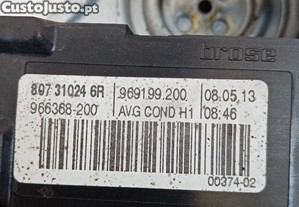 CustoJusto.pt
brose
897 31024 6R
969199.200
08.05.13
966368-200
AVG COND H1
08:46
00374-02